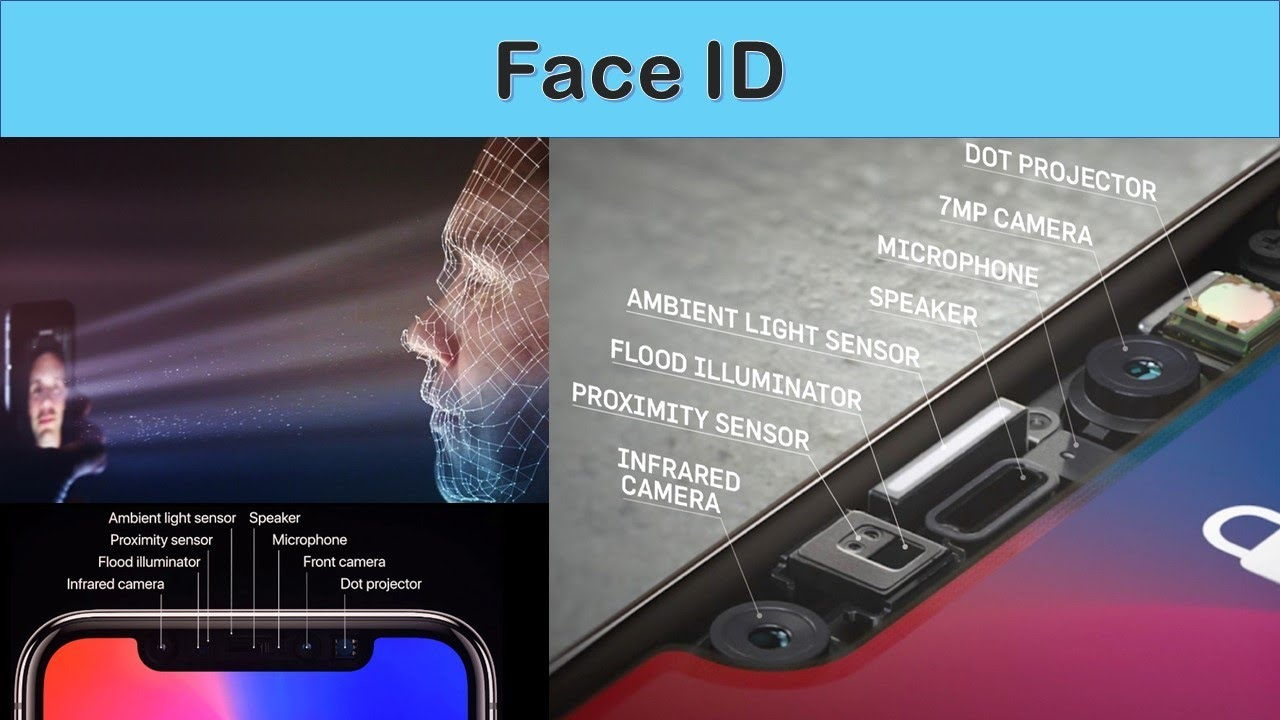 Face ID
DOT PROJECTOR
7MP CAMERA
MICROPHONE
SPEAKER
AMBIENT LIGHT SENSOR
FLOOD ILLUMINATOR
PROXIMITY SENSOR
INFRARED
CAMERA
Ambient light sensor Speaker
Proximity sensor Microphone
Flood illuminator Front camera
Infrared camera Dot projector